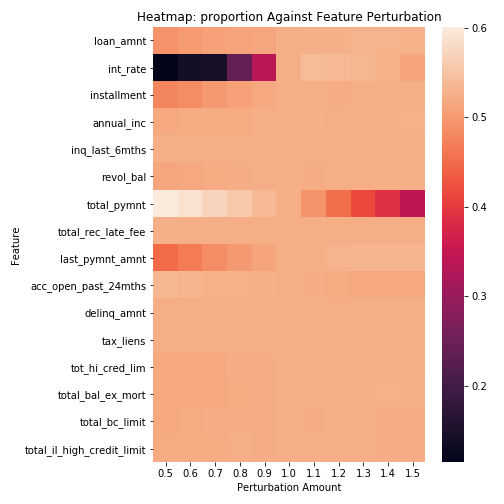 Heatmap: proportion Against Feature Perturbation
loan_amnt
int_rate
installment
annual_inc
inq_last_6mths
revol_bal
total_pymnt
total_rec_late_fee
last_pymnt_amnt
acc_open_past_24mths
delinq_amnt
tax_liens
tot_hi_cred_lim
total_bal_ex_mort
total_bc_limit
total_il_high_credit_limit
Feature
0.5 0.6 0.7 0.8 0.9 1.0 1.1 1.2 1.3 1.4 1.5
Perturbation Amount
0.6
0.5
0.4
0.3
0.2